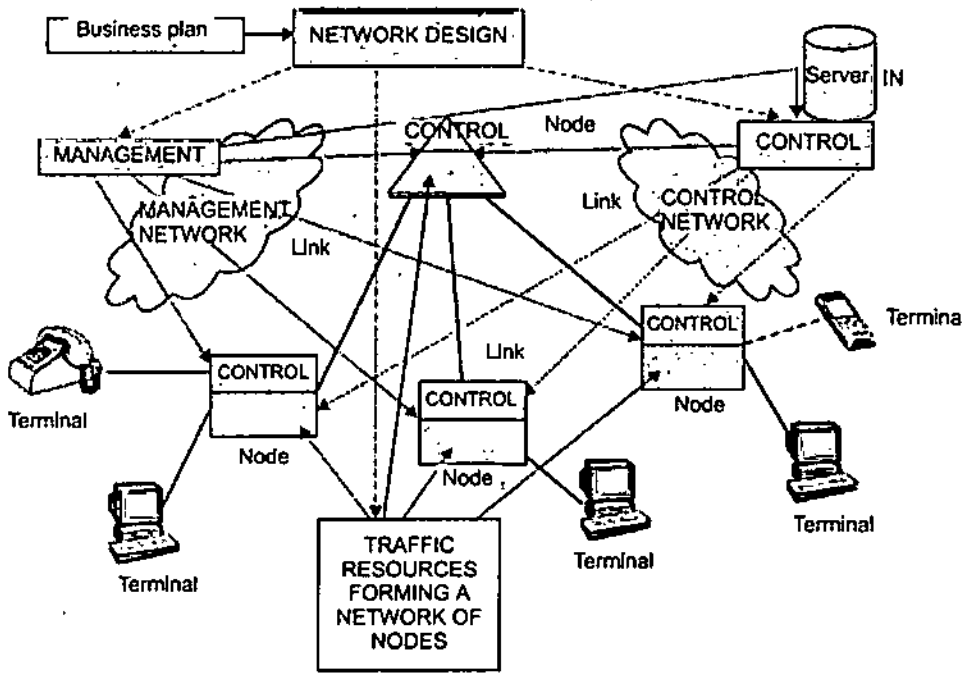 Business plan
NETWORK DESIGN
Server
IN
CONTROL
Node
CONTROL
MANAGEMENT
MANAGEMENT
NETWORK
Link
Link
CONTROL
NETWORK
CONTROL
Termina
Link
CONTROL
CONTROL
Node
Terminal
Node
Node
Terminal
Terminal
Terminal
TRAFFIC
RESOURCES
FORMING A
NETWORK OF
NODES